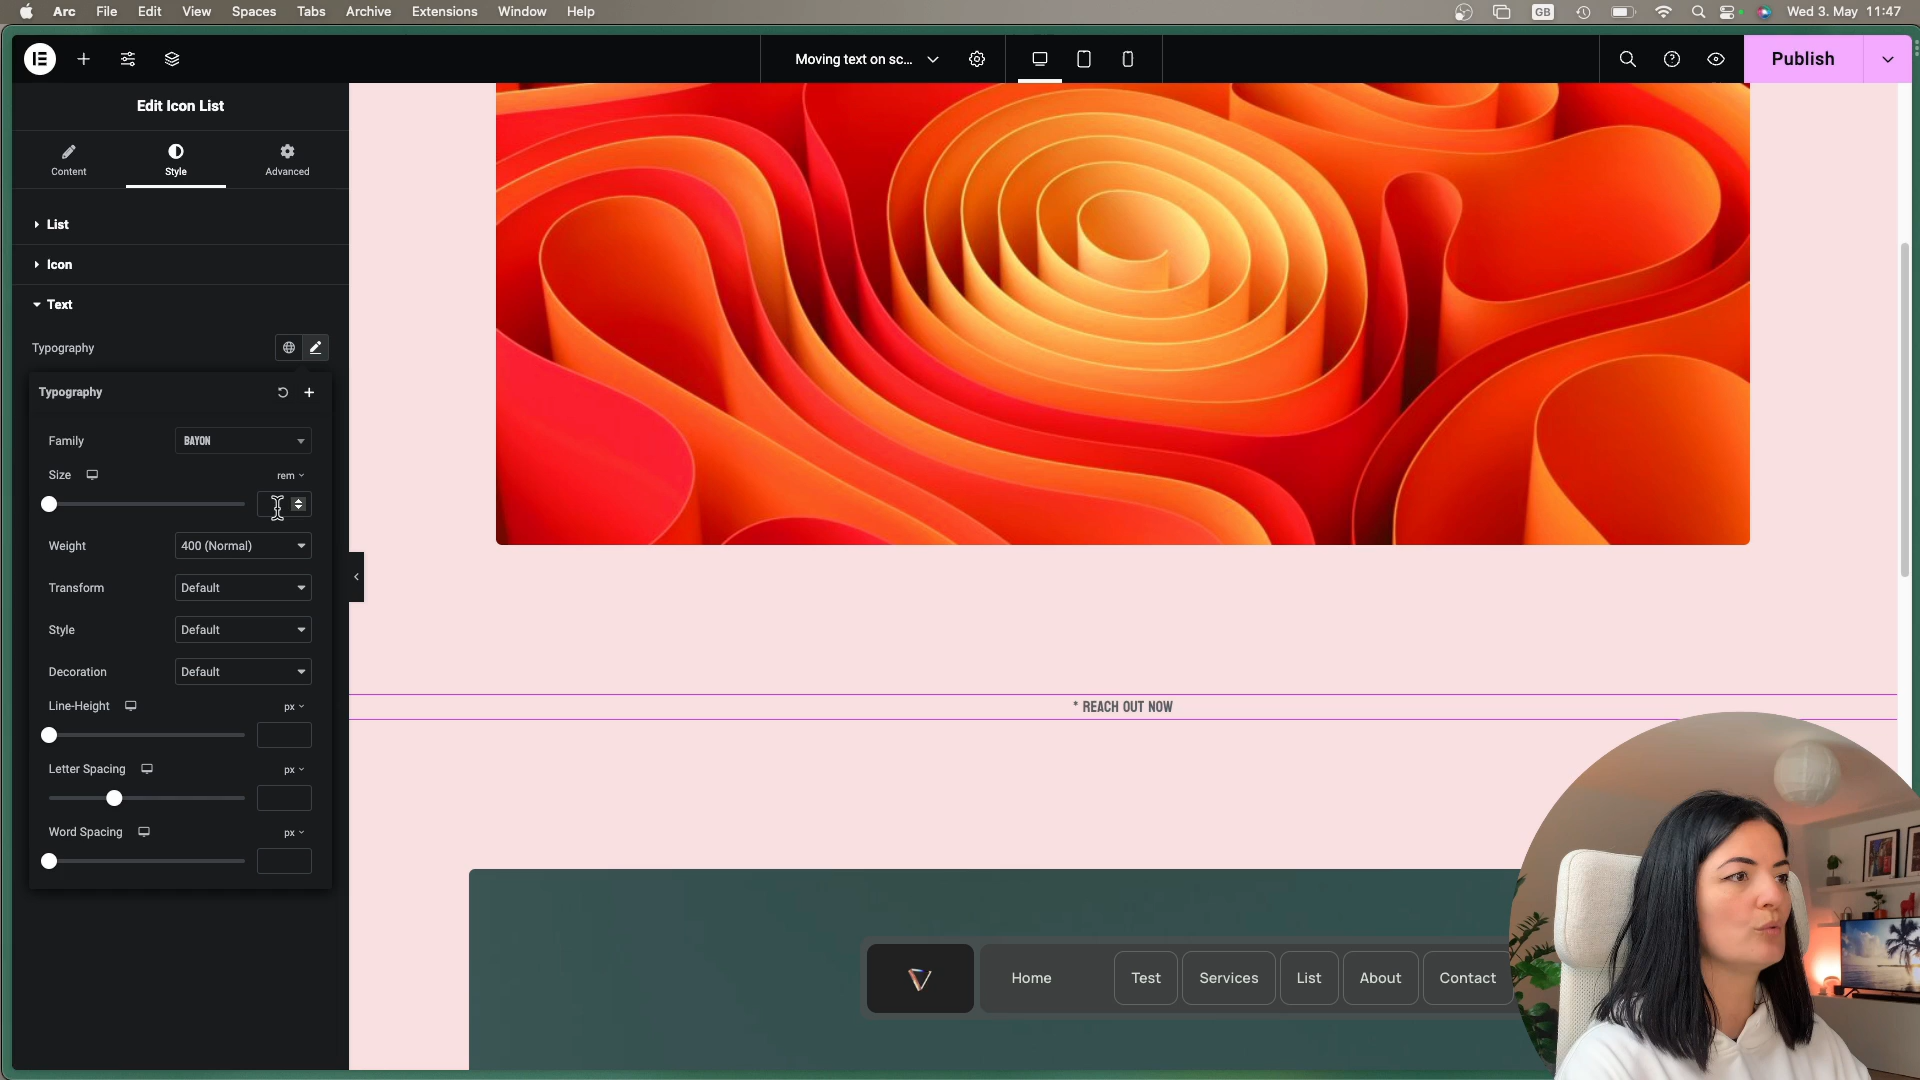 Arc File Edit View Spaces Tabs Archive Extensions Window Help GB Wed 3. May 11:47
Moving text on sc... Publish
Edit Icon List
Content Style Advanced
List
Icon
Text
Typography
Typography
Family BAYON
Size rem
Weight 400 (Normal)
Transform Default
Style Default
Decoration Default
Line-Height px
Letter Spacing px
Word Spacing px
* REACH OUT NOW
Home Test Services List About Contact